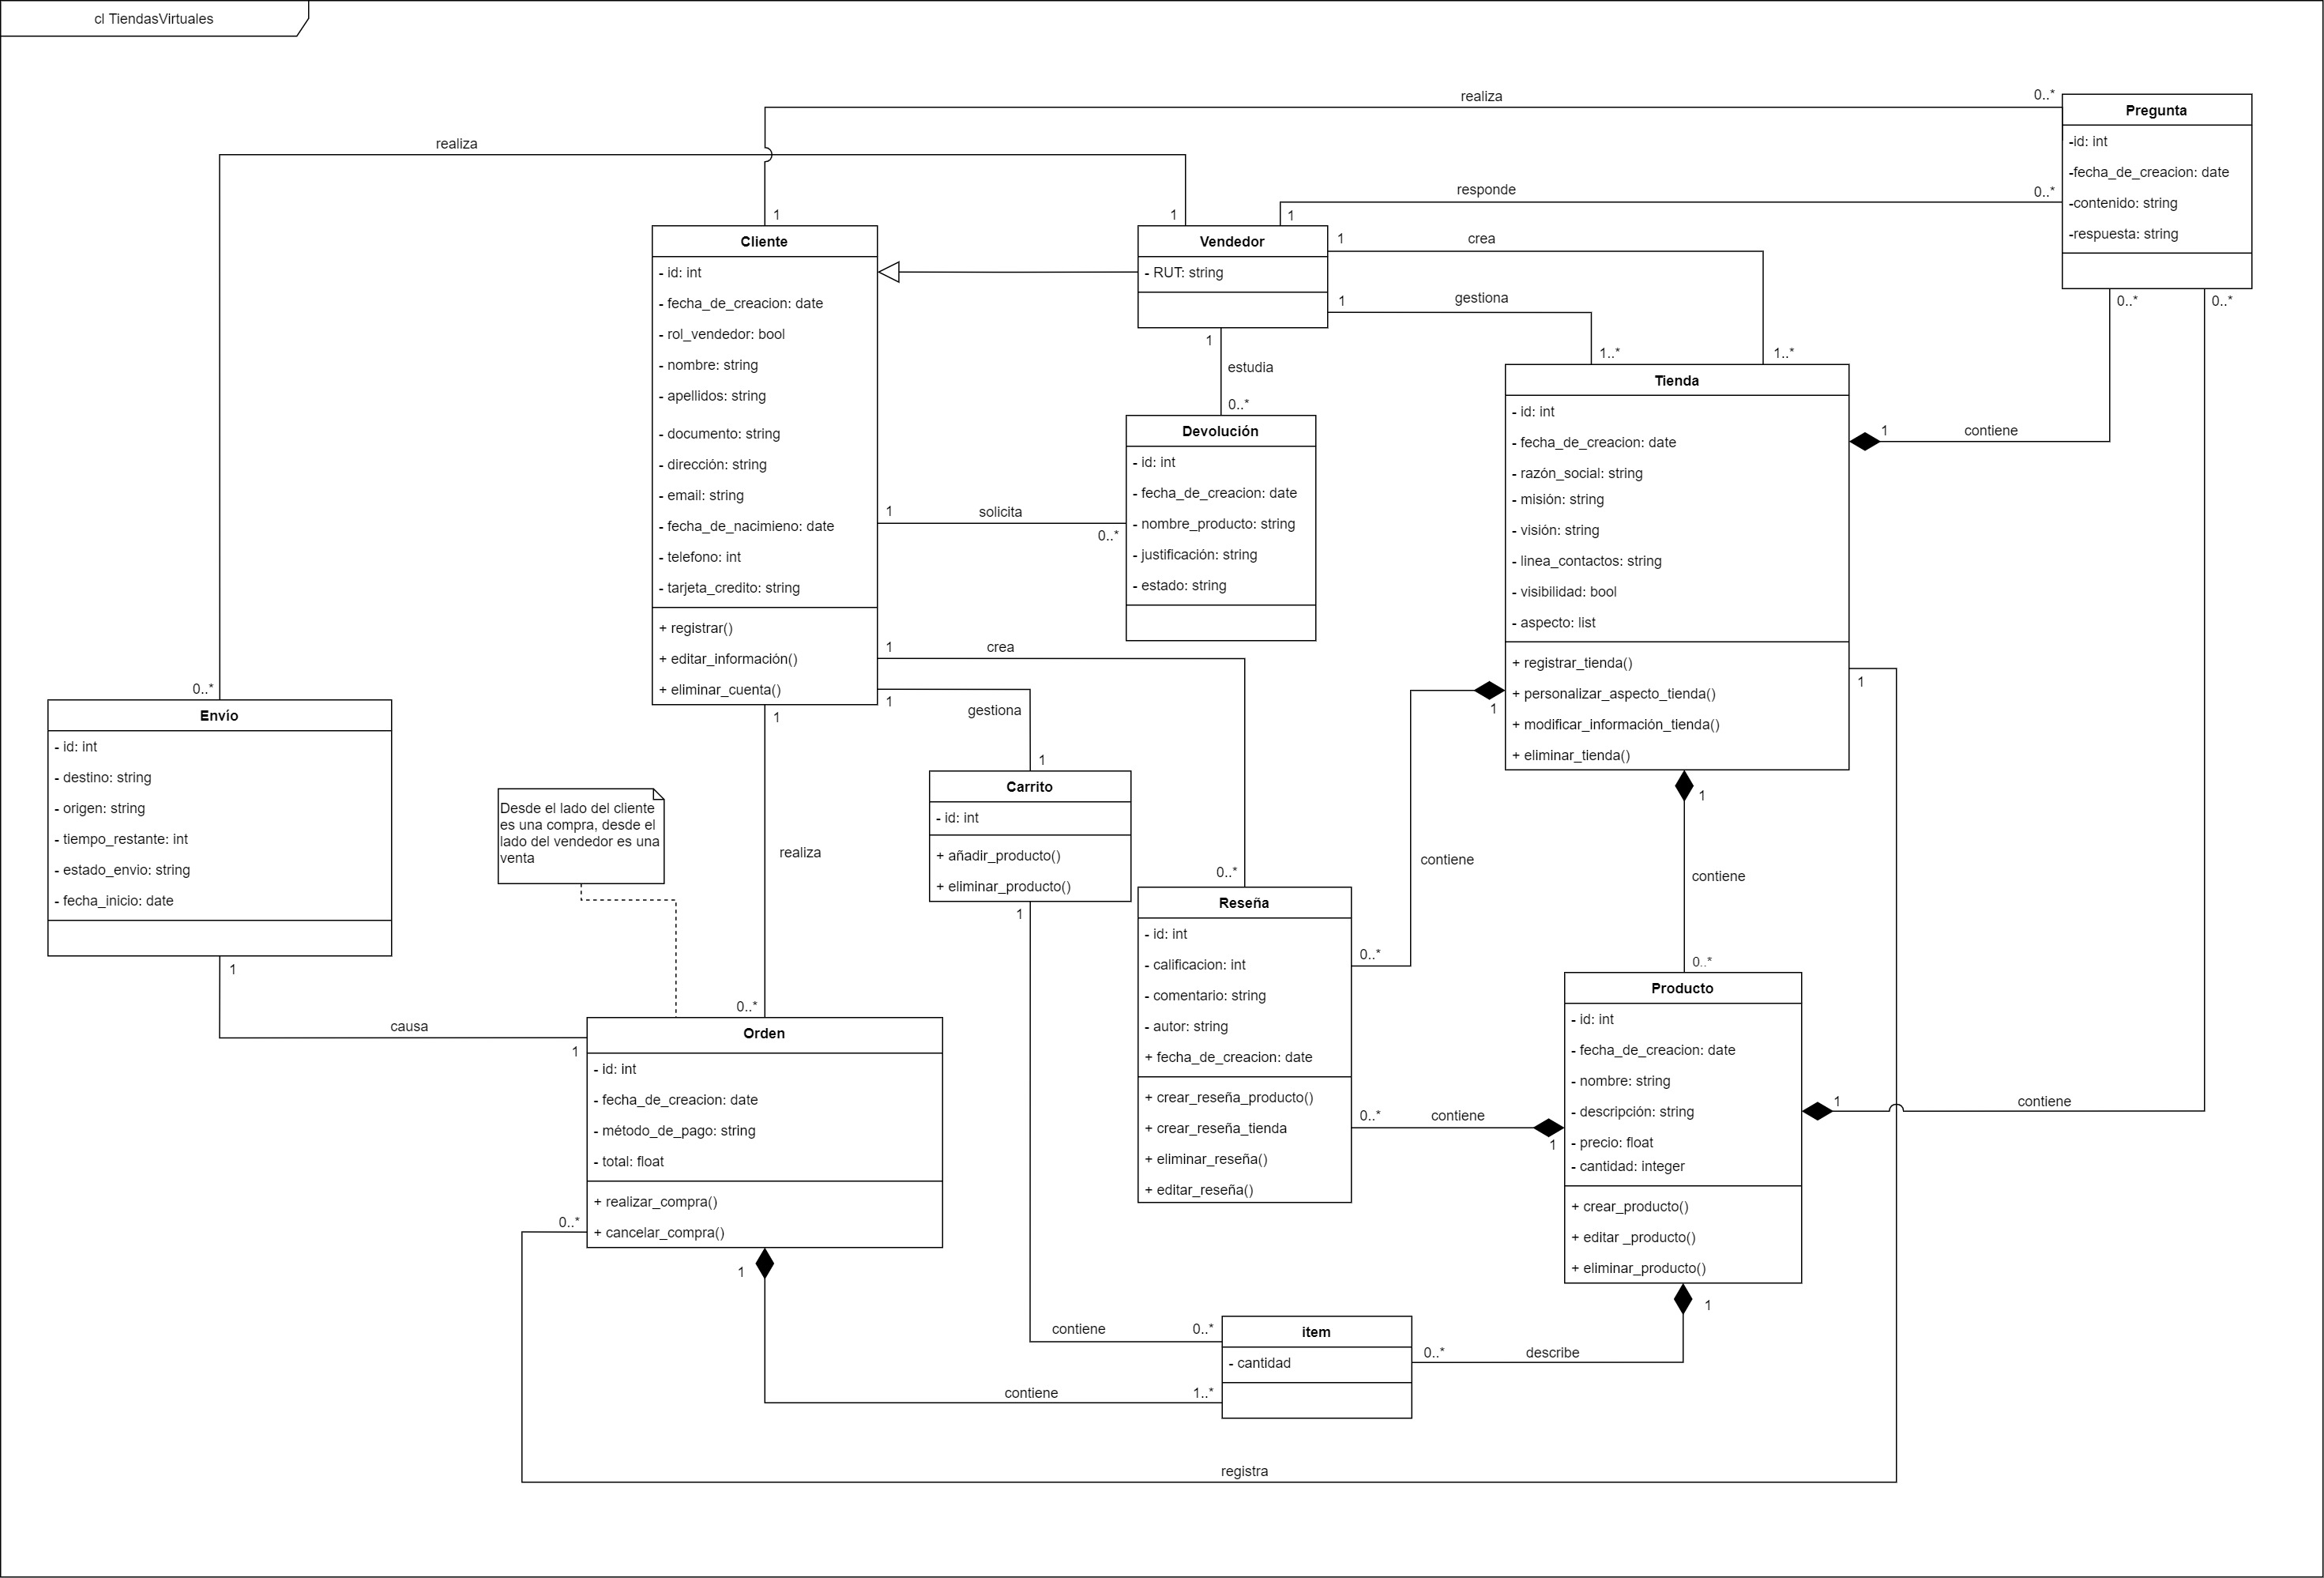 cl TiendasVirtuales
realiza
0..*
realiza
1
1
responde
1
0..*
Pregunta
-id: int
-fecha_de_creacion: date
-contenido: string
-respuesta: string
0..*
0..*
Cliente
- id: int
- fecha_de_creacion: date
- rol_vendedor: bool
- nombre: string
- apellidos: string
- documento: string
- dirección: string
- email: string
- fecha_de_nacimieno: date
- telefono: int
- tarjeta_credito: string
+ registrar()
+ editar_información()
+ eliminar_cuenta()
Vendedor
- RUT: string
1
crea
1..*
1
gestiona
1..*
1
estudia
0..*
Devolución
- id: int
- fecha_de_creacion: date
- nombre_producto: string
- justificación: string
- estado: string
1
solicita
0..*
Tienda
- id: int
- fecha_de_creacion: date
- razón_social: string
- misión: string
- visión: string
- linea_contactos: string
- visibilidad: bool
- aspecto: list
+ registrar_tienda()
+ personalizar_aspecto_tienda()
+ modificar_información_tienda()
+ eliminar_tienda()
1
contiene
1
crea
0..*
1
gestiona
1
1
1
1
0..*
Envío
- id: int
- destino: string
- origen: string
- tiempo_restante: int
- estado_envio: string
- fecha_inicio: date
1
causa
1
Desde el lado del cliente
es una compra, desde el
lado del vendedor es una
venta
realiza
0..*
Carrito
- id: int
+ añadir_producto()
+ eliminar_producto()
1
Reseña
- id: int
- calificacion: int
- comentario: string
- autor: string
+ fecha_de_creacion: date
+ crear_reseña_producto()
+ crear_reseña_tienda
+ eliminar_reseña()
+ editar_reseña()
contiene
0..*
1
contiene
0..*
0..*
contiene
1
Producto
- id: int
- fecha_de_creacion: date
- nombre: string
- descripción: string
- precio: float
- cantidad: integer
+ crear_producto()
+ editar _producto()
+ eliminar_producto()
1
contiene
1
Orden
- id: int
- fecha_de_creacion: date
- método_de_pago: string
- total: float
+ realizar_compra()
+ cancelar_compra()
0..*
1
contiene
0..*
contiene
1..*
item
- cantidad
0..*
describe
registra